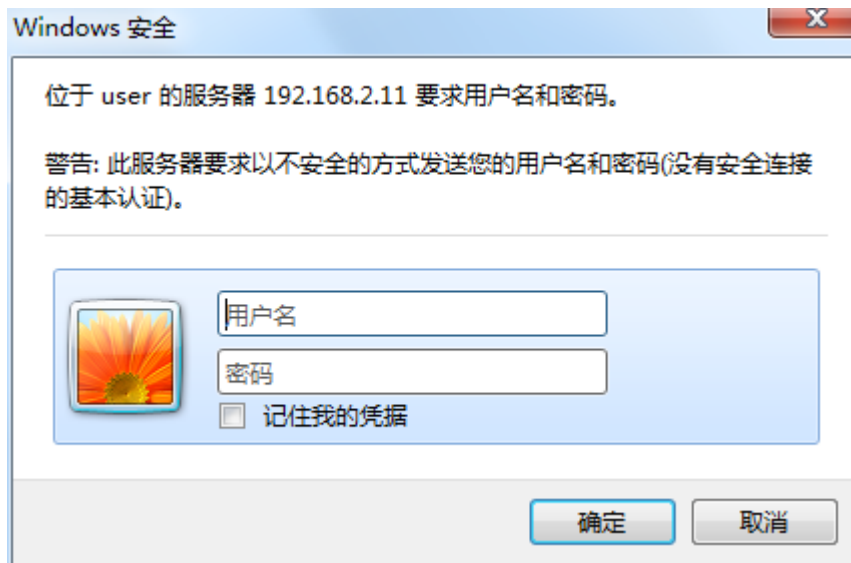 Windows 安全
位于 user 的服务器 192.168.2.11 要求用户名和密码。
警告: 此服务器要求以不安全的方式发送您的用户名和密码(没有安全连接
的基本认证)。
用户名
密码
记住我的凭据
确定 取消